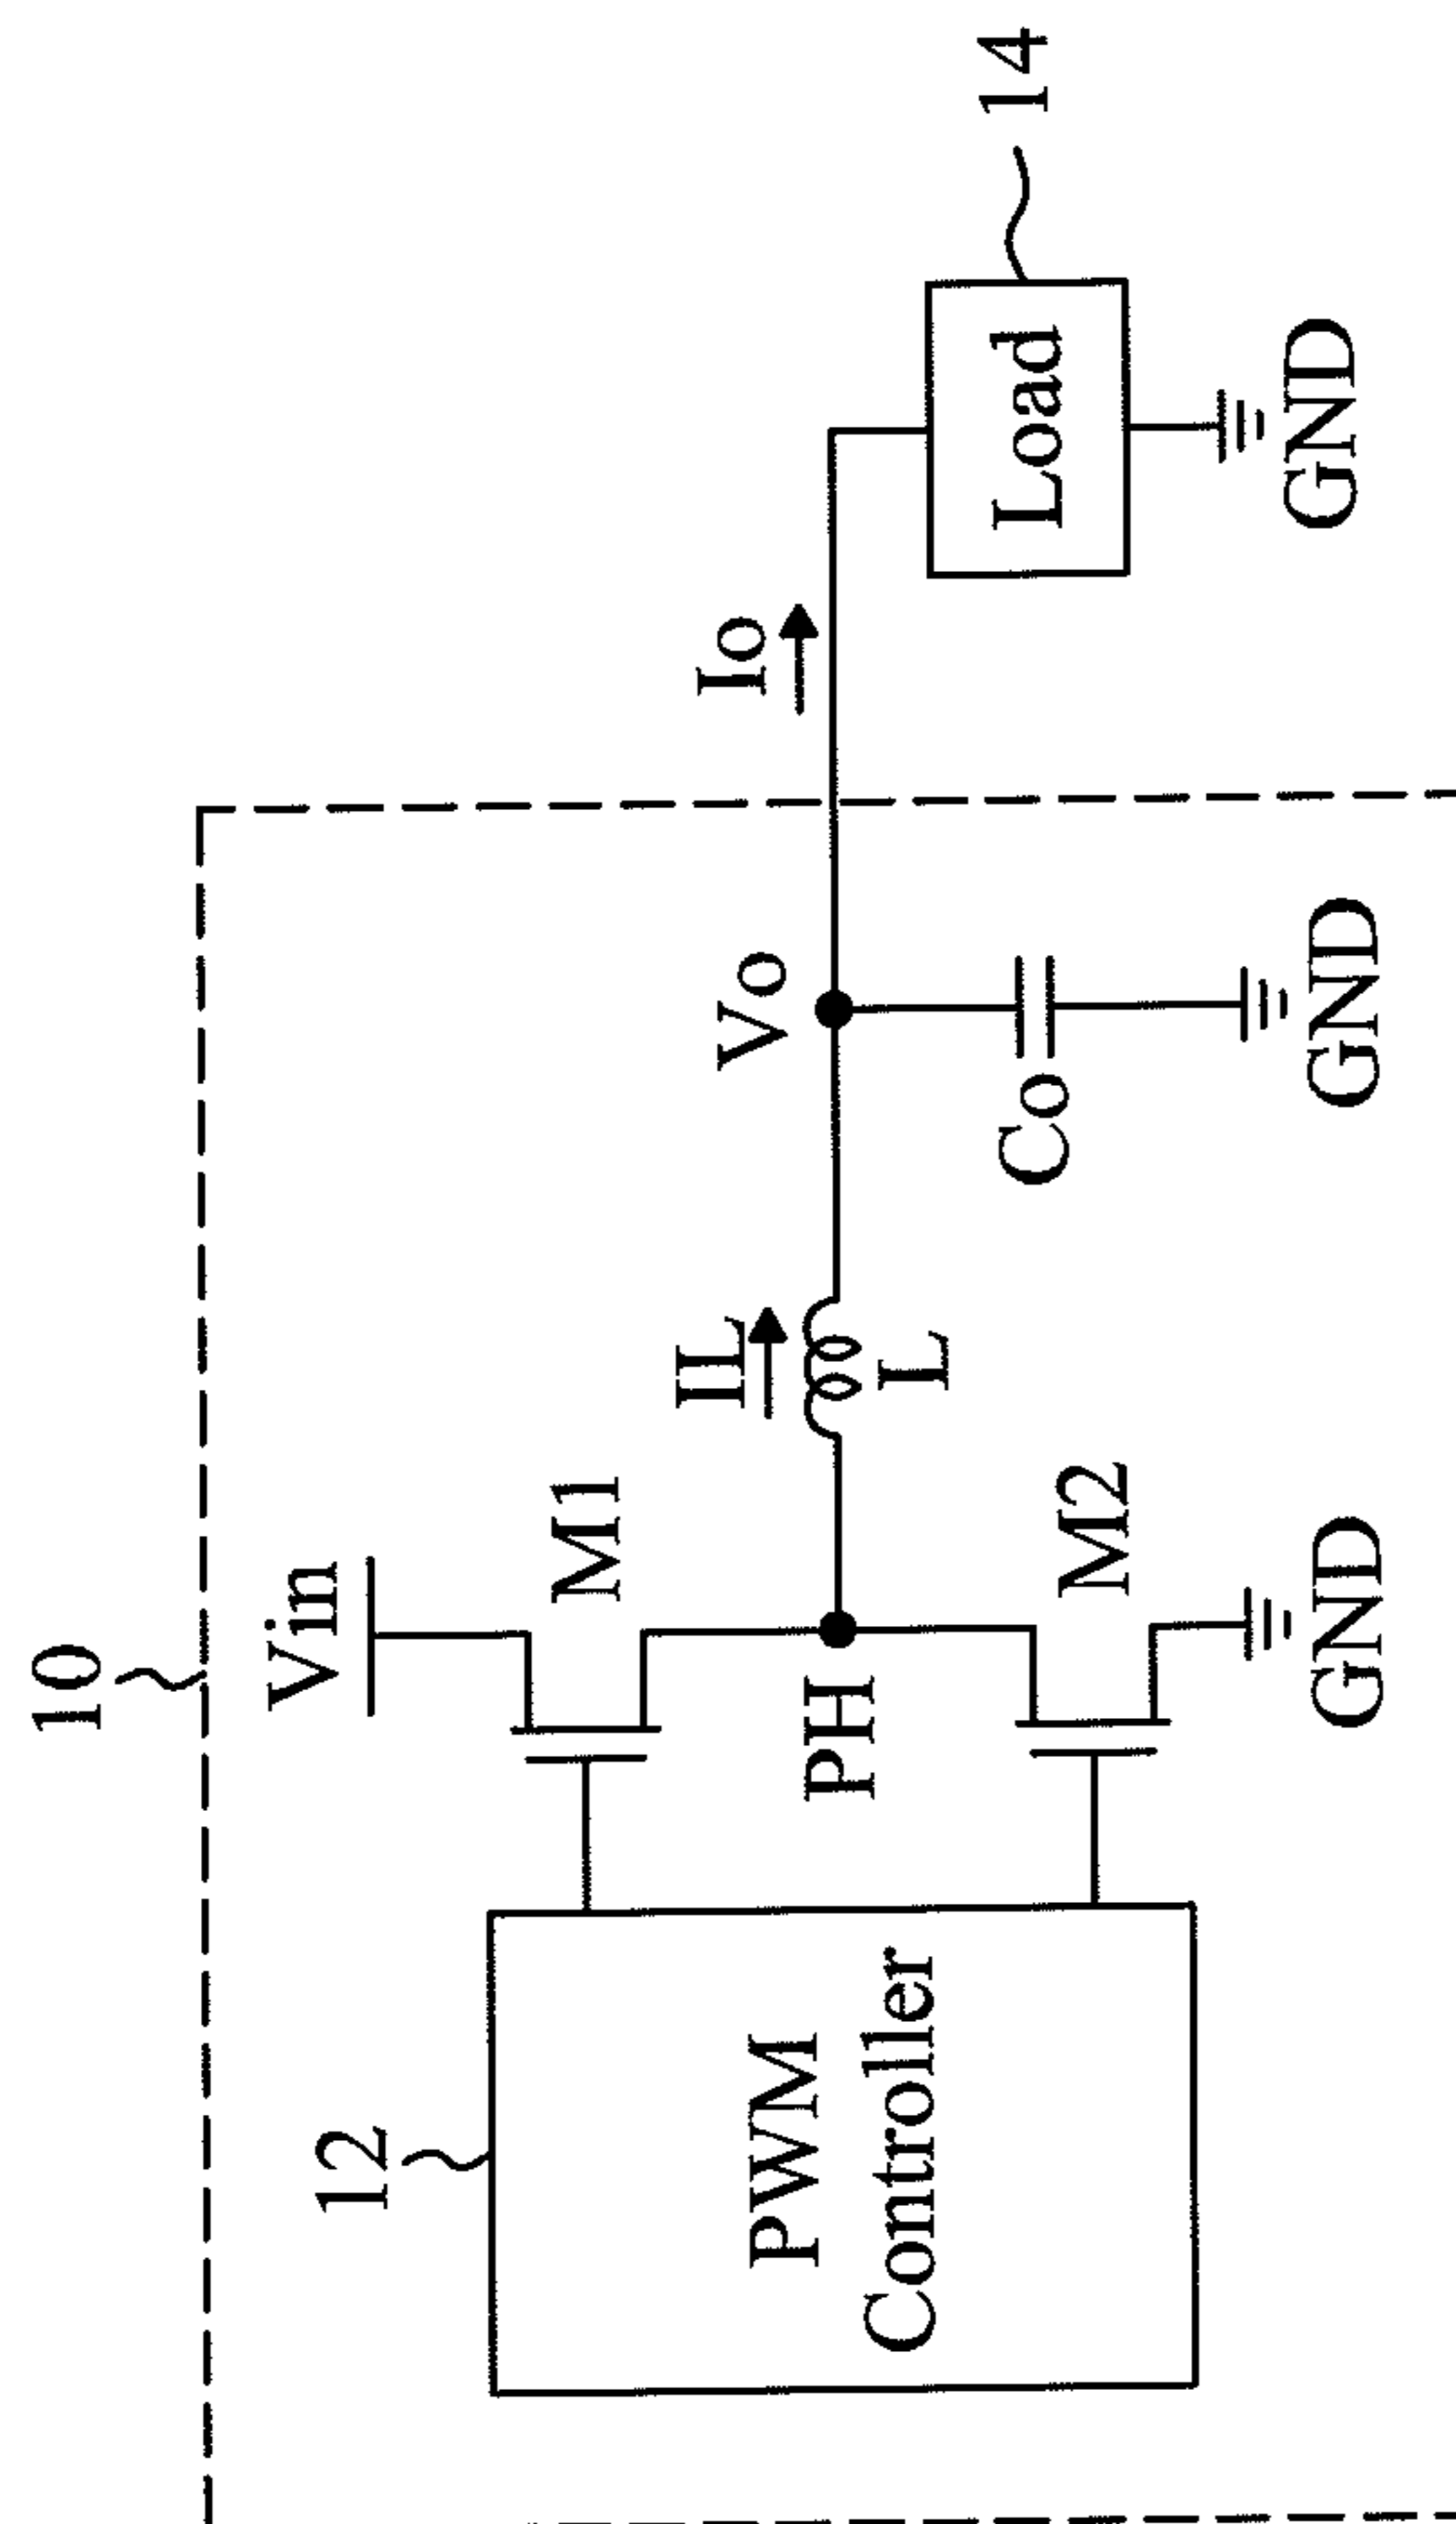 10
Vin
12
M1
IL
Vo
Io
14
PWM
Controller
PH
L
Co
Load
M2
GND
GND
GND